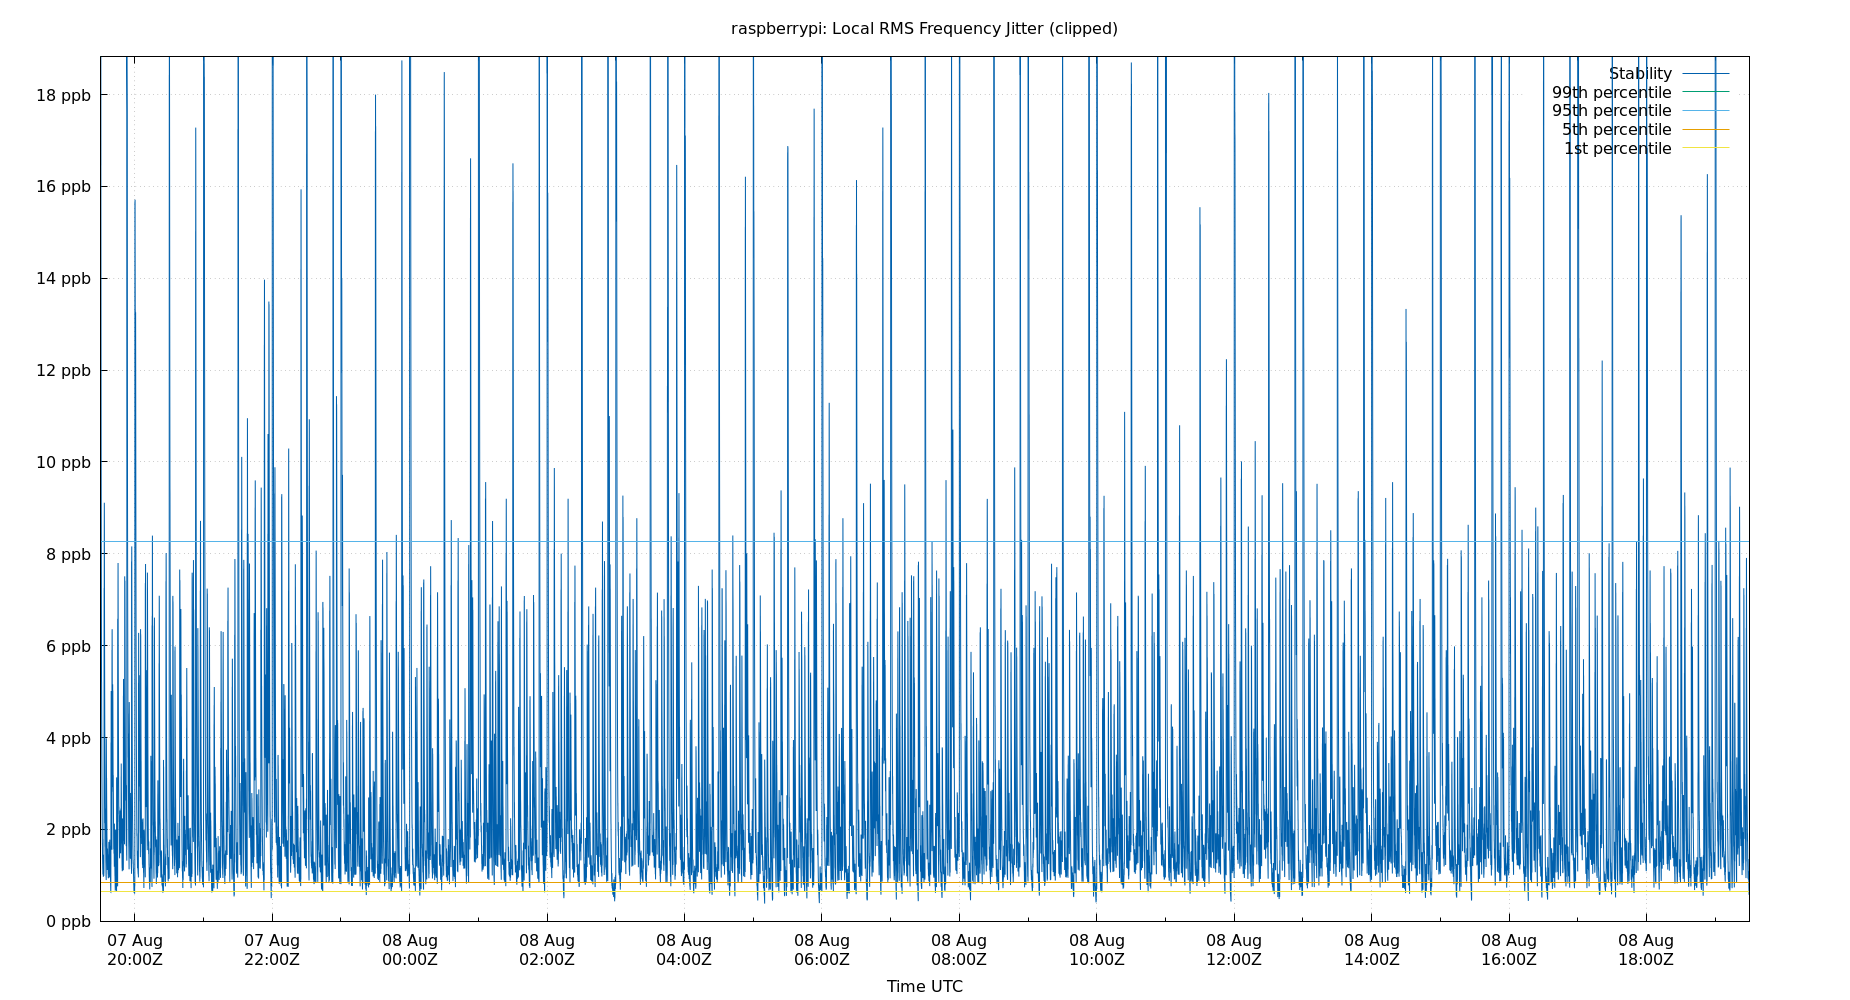 raspberrypi: Local RMS Frequency Jitter (clipped)
Stability
99th percentile
95th percentile
5th percentile
1st percentile
18 ppb
16 ppb
14 ppb
12 ppb
10 ppb
8 ppb
6 ppb
4 ppb
2 ppb
0 ppb
07 Aug 07 Aug 08 Aug 08 Aug 08 Aug 08 Aug 08 Aug 08 Aug 08 Aug 08 Aug 08 Aug 08 Aug
20:00Z 22:00Z 00:00Z 02:00Z 04:00Z 06:00Z 08:00Z 10:00Z 12:00Z 14:00Z 16:00Z 18:00Z
Time UTC